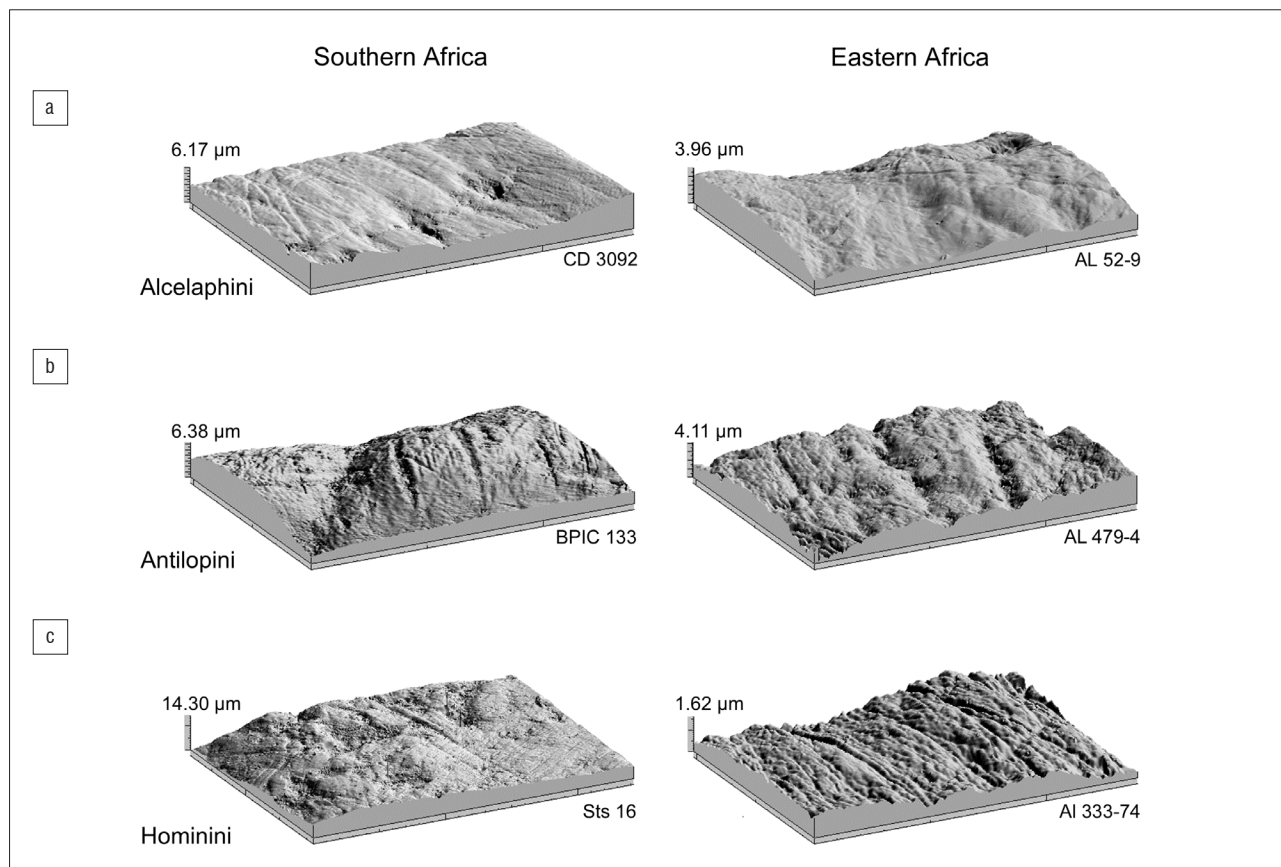 Southern Africa
Eastern Africa
a
6.17 µm
3.96 µm
CD 3092
AL 52-9
Alcelaphini
b
6.38 µm
4.11 µm
BPIC 133
AL 479-4
Antilopini
c
14.30 µm
1.62 µm
Sts 16
Al 333-74
Hominini